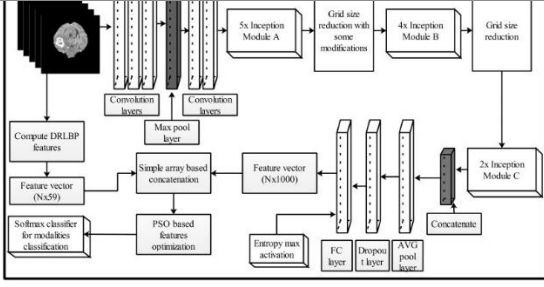 5x Inception
Module A
Grid size
reduction with
some
modifications
4x Inception
Module B
Grid size
reduction
Convolution
layers
Convolution
layers
Max pool
layer
Compute DRLBP
features
Simple array based
concatenation
Feature vector
(Nx1000)
2x Inception
Module C
Feature vector
(Nx59)
Concatenate
Softmax classifier
for modalities
classification
PSO based
features
optimization
Entropy max
activation
FC
layer
Dropou
t layer
AVG
pool layer